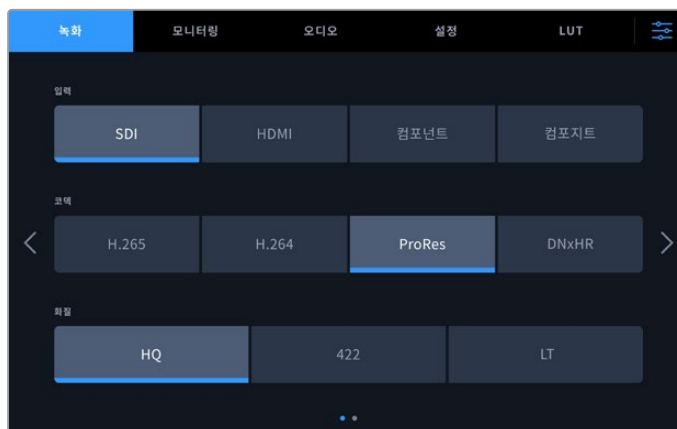 녹화 모니터링 오디오 설정 LUT
입력
SDI HDMI 컴포넌트 컴포지트
코덱
H.265 H.264 ProRes DNxHR
화질
HQ 422 LT